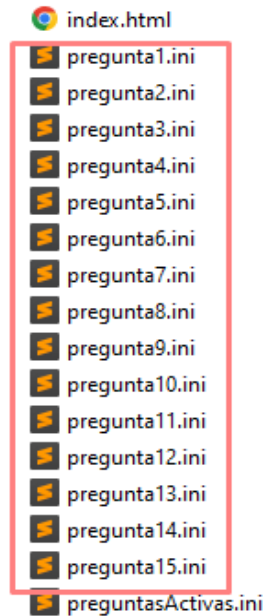 index.html
pregunta1.ini
pregunta2.ini
pregunta3.ini
pregunta4.ini
pregunta5.ini
pregunta6.ini
pregunta7.ini
pregunta8.ini
pregunta9.ini
pregunta10.ini
pregunta11.ini
pregunta12.ini
pregunta13.ini
pregunta14.ini
pregunta15.ini
preguntasActivas.ini